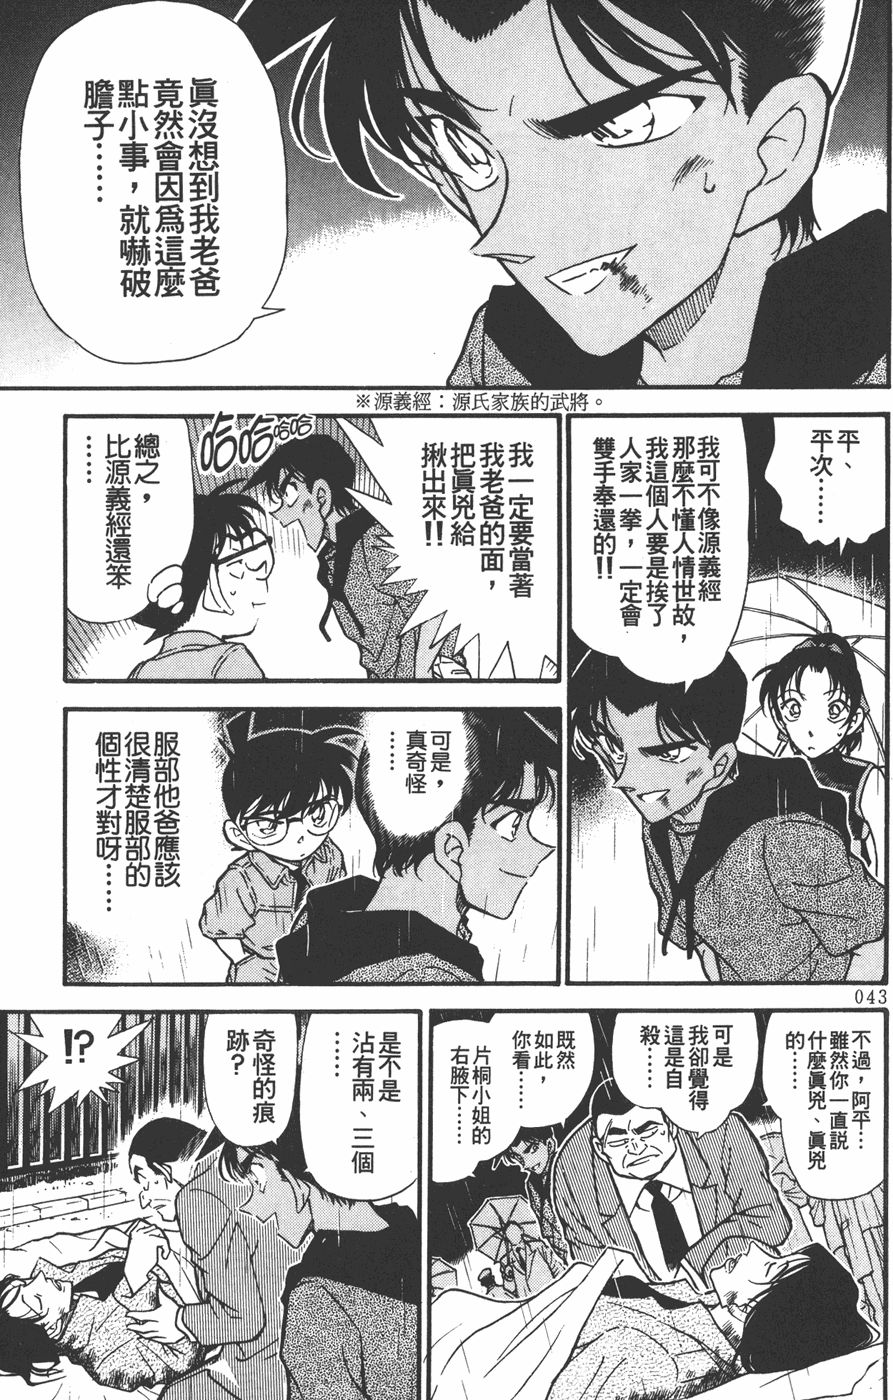 眞沒想到我老爸
竟然會因爲這麼
點小事，就嚇破
膽子……
※源義經：源氏家族的武將。
平、
平次……
我可不像源義經
那麼不懂人情世故，
我這個人要是挨了
人家一拳，一定會
雙手奉還的!!
我一定要當著
我老爸的面，
把眞兇給
揪出來!!
哈哈哈哈
總之，
比源義經還笨
……
可是，
真奇怪
……
服部他爸應該
很清楚服部的
個性才對呀……
043
不過，阿平…
雖然你一直說
什麼眞兇、眞兇
的…
可是
我卻覺得
這是自
殺……
既然
如此，
你看……
片桐小姐的
右腋下……
是不是
沾有兩、三個
……
奇怪的痕
跡？
!?